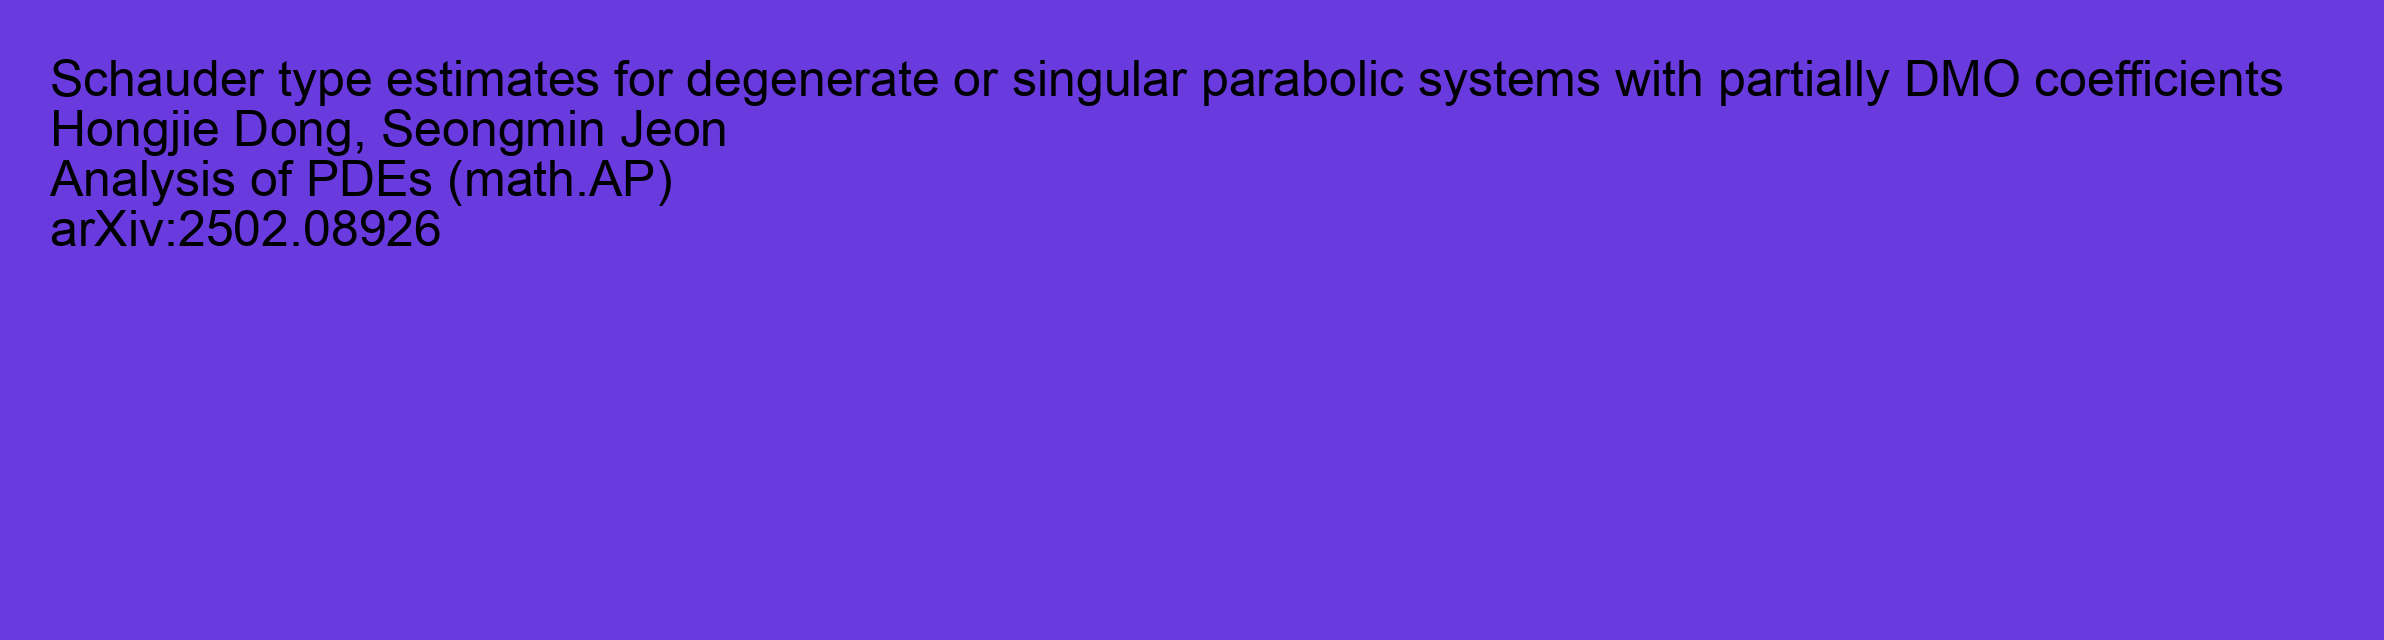 Schauder type estimates for degenerate or singular parabolic systems with partially DMO coefficients
Hongjie Dong, Seongmin Jeon
Analysis of PDEs (math.AP)
arXiv:2502.08926